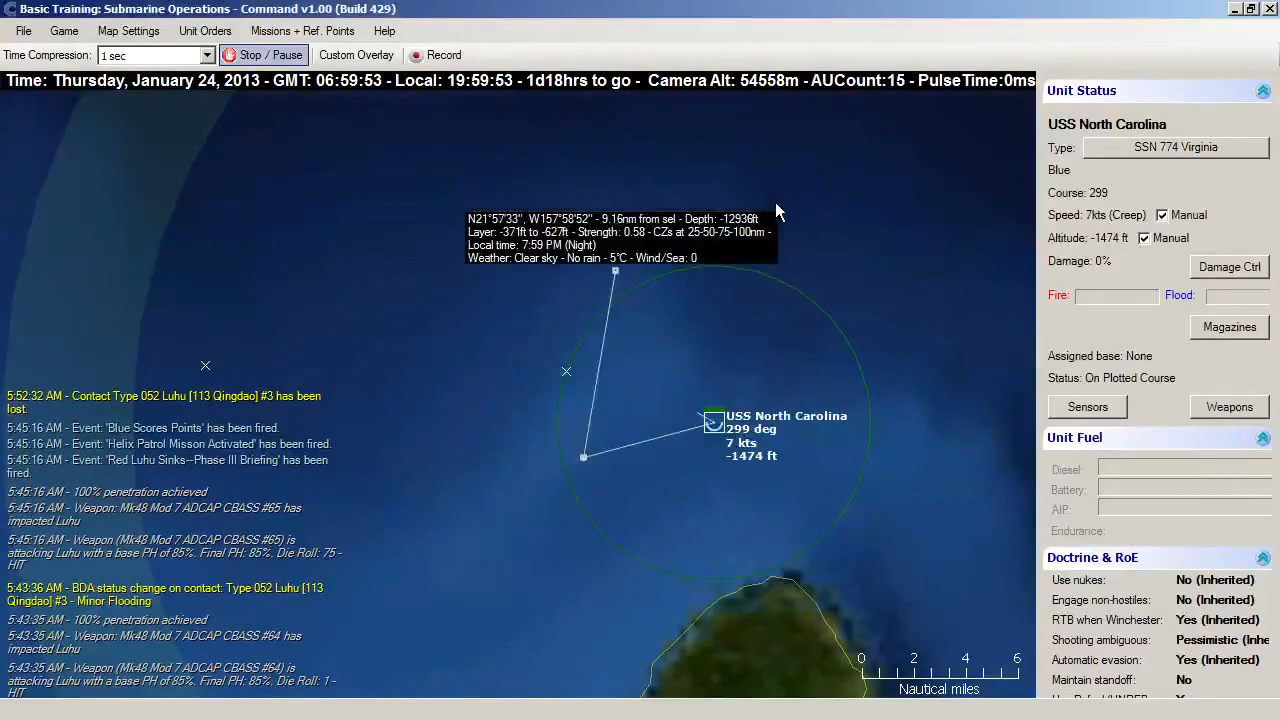 Basic Training: Submarine Operations - Command v1.00 (Build 429)
File Game Map Settings Unit Orders Missions + Ref. Points Help
Time Compression: 1 sec Stop / Pause Custom Overlay Record
Time: Thursday, January 24, 2013 - GMT: 06:59:53 - Local: 19:59:53 - 1d18hrs to go - Camera Alt: 54558m - AUCount:15 - PulseTime:0ms
N21°57'33", W157°58'52" - 9.16nm from sel - Depth: -12936ft
Layer: -371ft to -627ft - Strength: 0.58 - CZs at 25-50-75-100nm -
Local time: 7:59 PM (Night)
Weather: Clear sky - No rain - 5°C - Wind/Sea: 0
USS North Carolina
299 deg
7 kts
-1474 ft
5:52:32 AM - Contact Type 052 Luhu [113 Qingdao] #3 has been
lost.
5:45:16 AM - Event: 'Blue Scores Points' has been fired.
5:45:16 AM - Event: 'Helix Patrol Misson Activated' has been fired.
5:45:16 AM - Event: 'Red Luhu Sinks--Phase III Briefing' has been
fired.
5:45:16 AM - 100% penetration achieved
5:45:16 AM - Weapon: Mk48 Mod 7 ADCAP CBASS #65 has
impacted Luhu
5:45:16 AM - Weapon (Mk48 Mod 7 ADCAP CBASS #65) is
attacking Luhu with a base PH of 85%. Final PH: 85%. Die Roll: 75 -
HIT
5:43:36 AM - BDA status change on contact: Type 052 Luhu [113
Qingdao] #3 - Minor Flooding
5:43:35 AM - 100% penetration achieved
5:43:35 AM - Weapon: Mk48 Mod 7 ADCAP CBASS #64 has
impacted Luhu
5:43:35 AM - Weapon (Mk48 Mod 7 ADCAP CBASS #64) is
attacking Luhu with a base PH of 85%. Final PH: 85%. Die Roll: 1 -
HIT
0 2 4 6
Nautical miles
Unit Status
USS North Carolina
Type: SSN 774 Virginia
Blue
Course: 299
Speed: 7kts (Creep) Manual
Altitude: -1474 ft Manual
Damage: 0% Damage Ctrl
Fire: Flood:
Magazines
Assigned base: None
Status: On Plotted Course
Sensors Weapons
Unit Fuel
Diesel:
Battery:
AIP:
Endurance:
Doctrine & RoE
Use nukes: No (Inherited)
Engage non-hostiles: No (Inherited)
RTB when Winchester: Yes (Inherited)
Shooting ambiguous: Pessimistic (Inhe
Automatic evasion: Yes (Inherited)
Maintain standoff: No